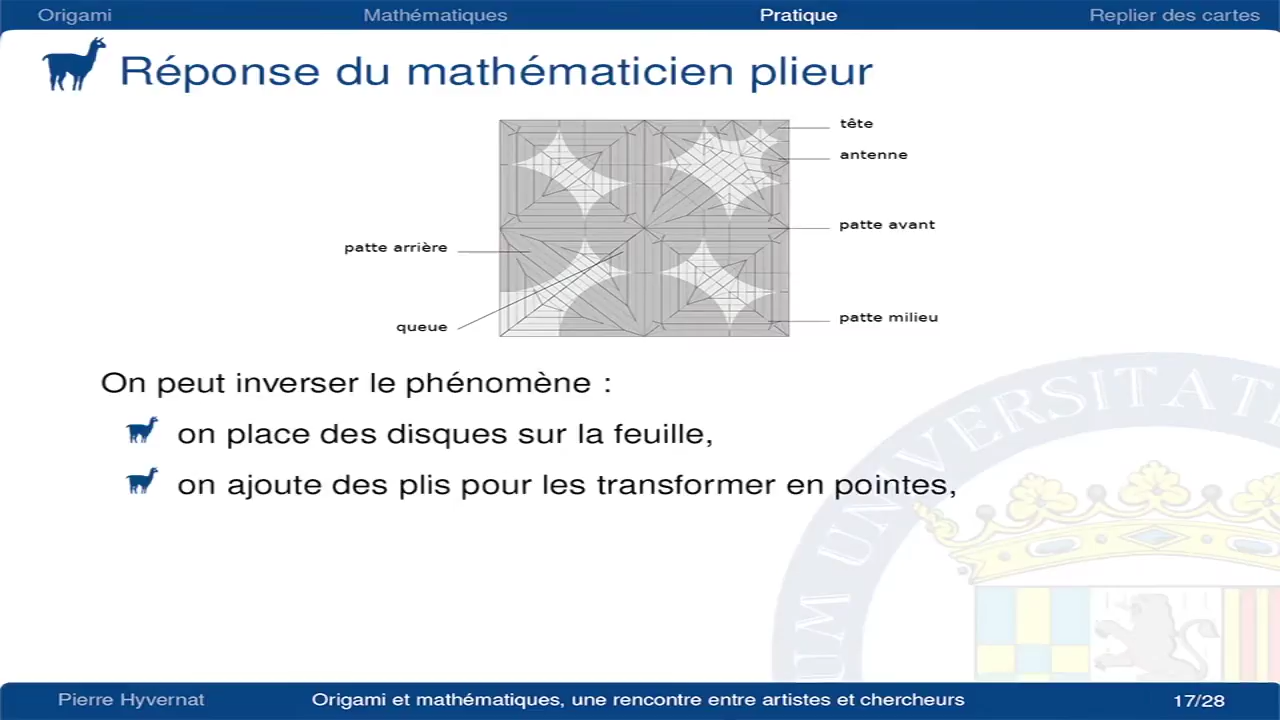 Origami Mathématiques Pratique Replier des cartes
Réponse du mathématicien plieur
tête
antenne
patte avant
patte arrière
patte milieu
queue
On peut inverser le phénomène :
on place des disques sur la feuille,
on ajoute des plis pour les transformer en pointes,
UM UNIVERSITAT
Pierre Hyvernat Origami et mathématiques, une rencontre entre artistes et chercheurs 17/28